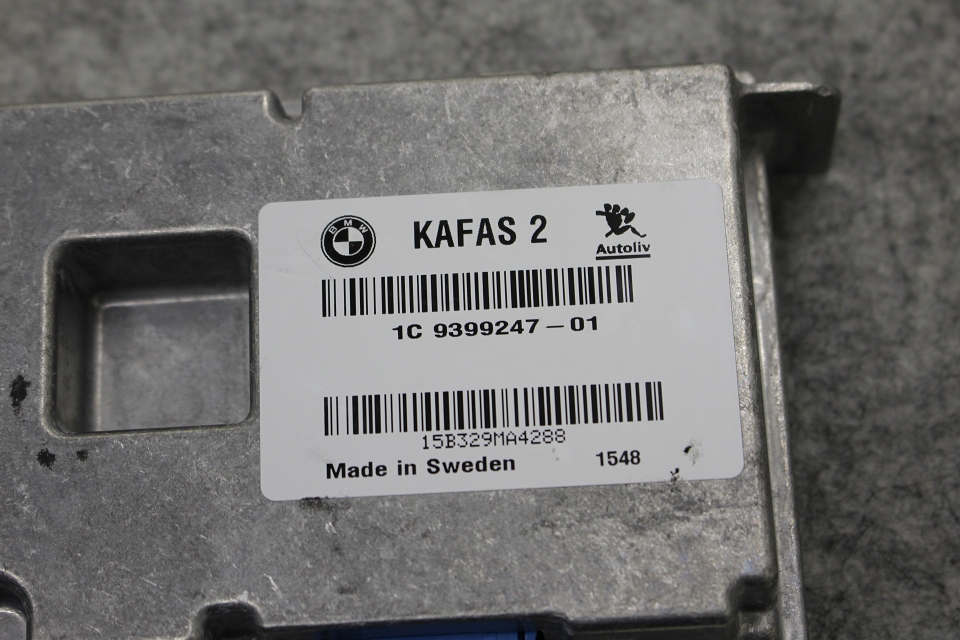 BMW
KAFAS 2
Autoliv
1C 9399247-01
15B329MA4288
Made in Sweden 1548